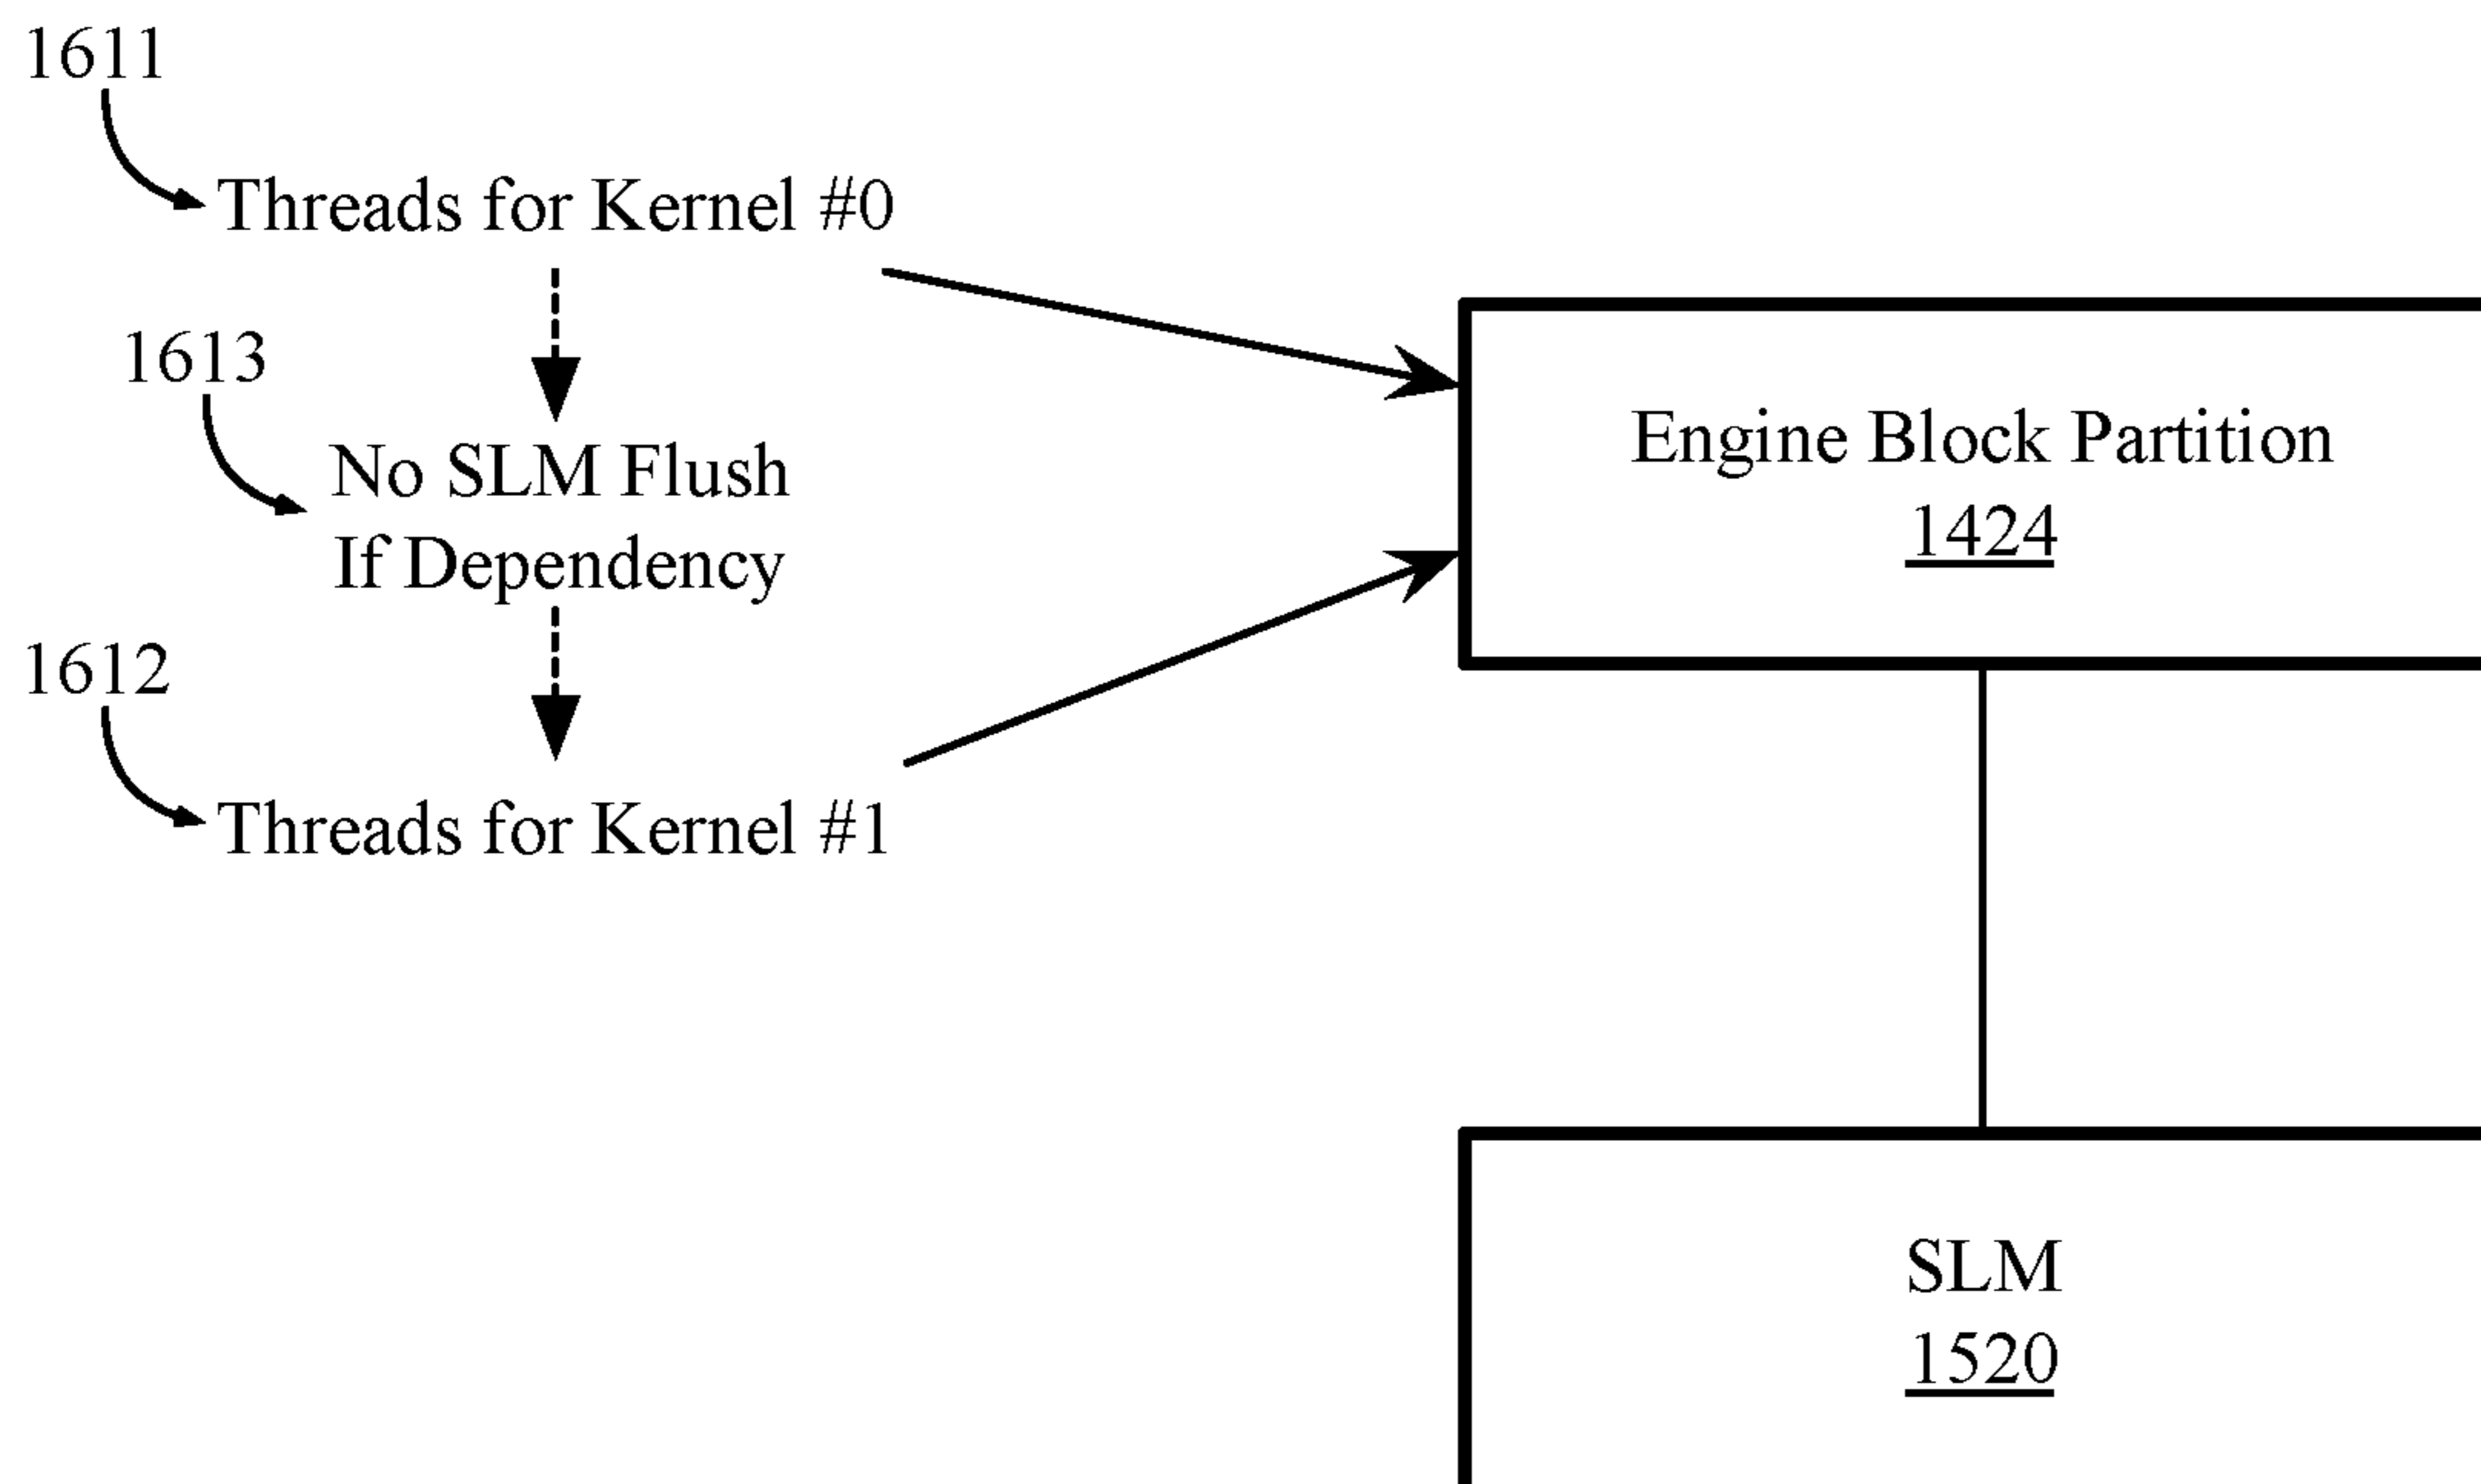 1611
Threads for Kernel #0
1613
No SLM Flush
If Dependency
1612
Threads for Kernel #1
Engine Block Partition
1424
SLM
1520